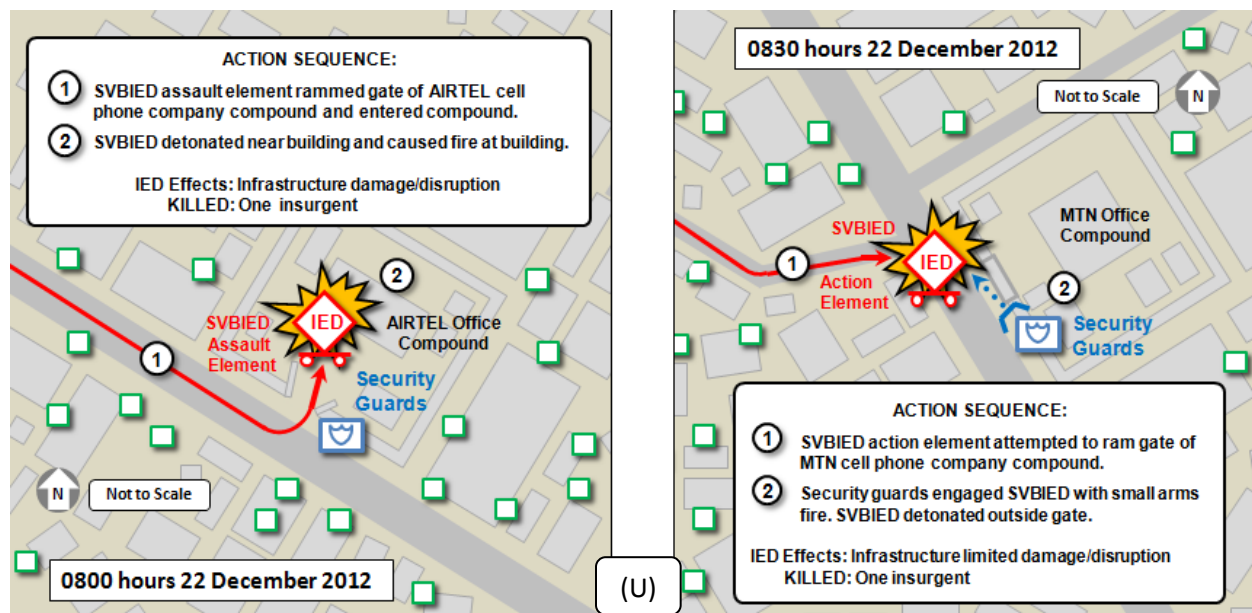 ACTION SEQUENCE:
1 SVBIED assault element rammed gate of AIRTEL cell
phone company compound and entered compound.
2 SVBIED detonated near building and caused fire at building.
IED Effects: Infrastructure damage/disruption
KILLED: One insurgent
2
IED
SVBIED
Assault
Element
AIRTEL Office
Compound
1
Security
Guards
N
Not to Scale
0800 hours 22 December 2012
(U)
0830 hours 22 December 2012
Not to Scale
N
SVBIED
IED
MTN Office
Compound
1
Action
Element
2
Security
Guards
ACTION SEQUENCE:
1 SVBIED action element attempted to ram gate of
MTN cell phone company compound.
2 Security guards engaged SVBIED with small arms
fire. SVBIED detonated outside gate.
IED Effects: Infrastructure limited damage/disruption
KILLED: One insurgent